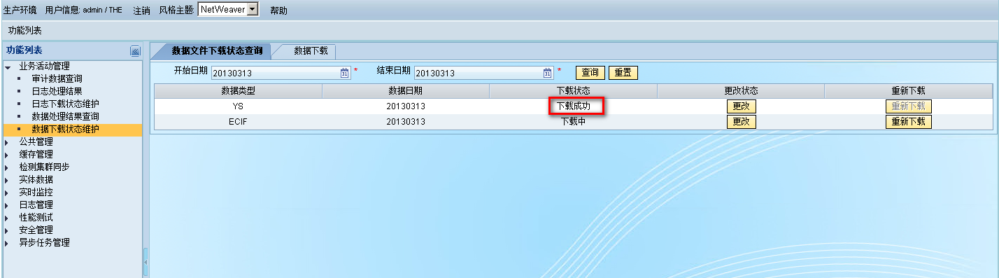 生产环境 用户信息: admin / THE 注销 风格主题: NetWeaver 帮助
功能列表
功能列表
业务活动管理
审计数据查询
日志处理结果
日志下载状态维护
数据处理结果查询
数据下载状态维护
公共管理
缓存管理
检测集群同步
实体数据
实时监控
日志管理
性能测试
安全管理
异步任务管理
数据文件下载状态查询 数据下载
开始日期 20130313 * 结束日期 20130313 * 查询 重置
数据类型 数据日期 下载状态 更改状态 重新下载
YS 20130313 下载成功 更改 重新下载
ECIF 20130313 下载中 更改 重新下载